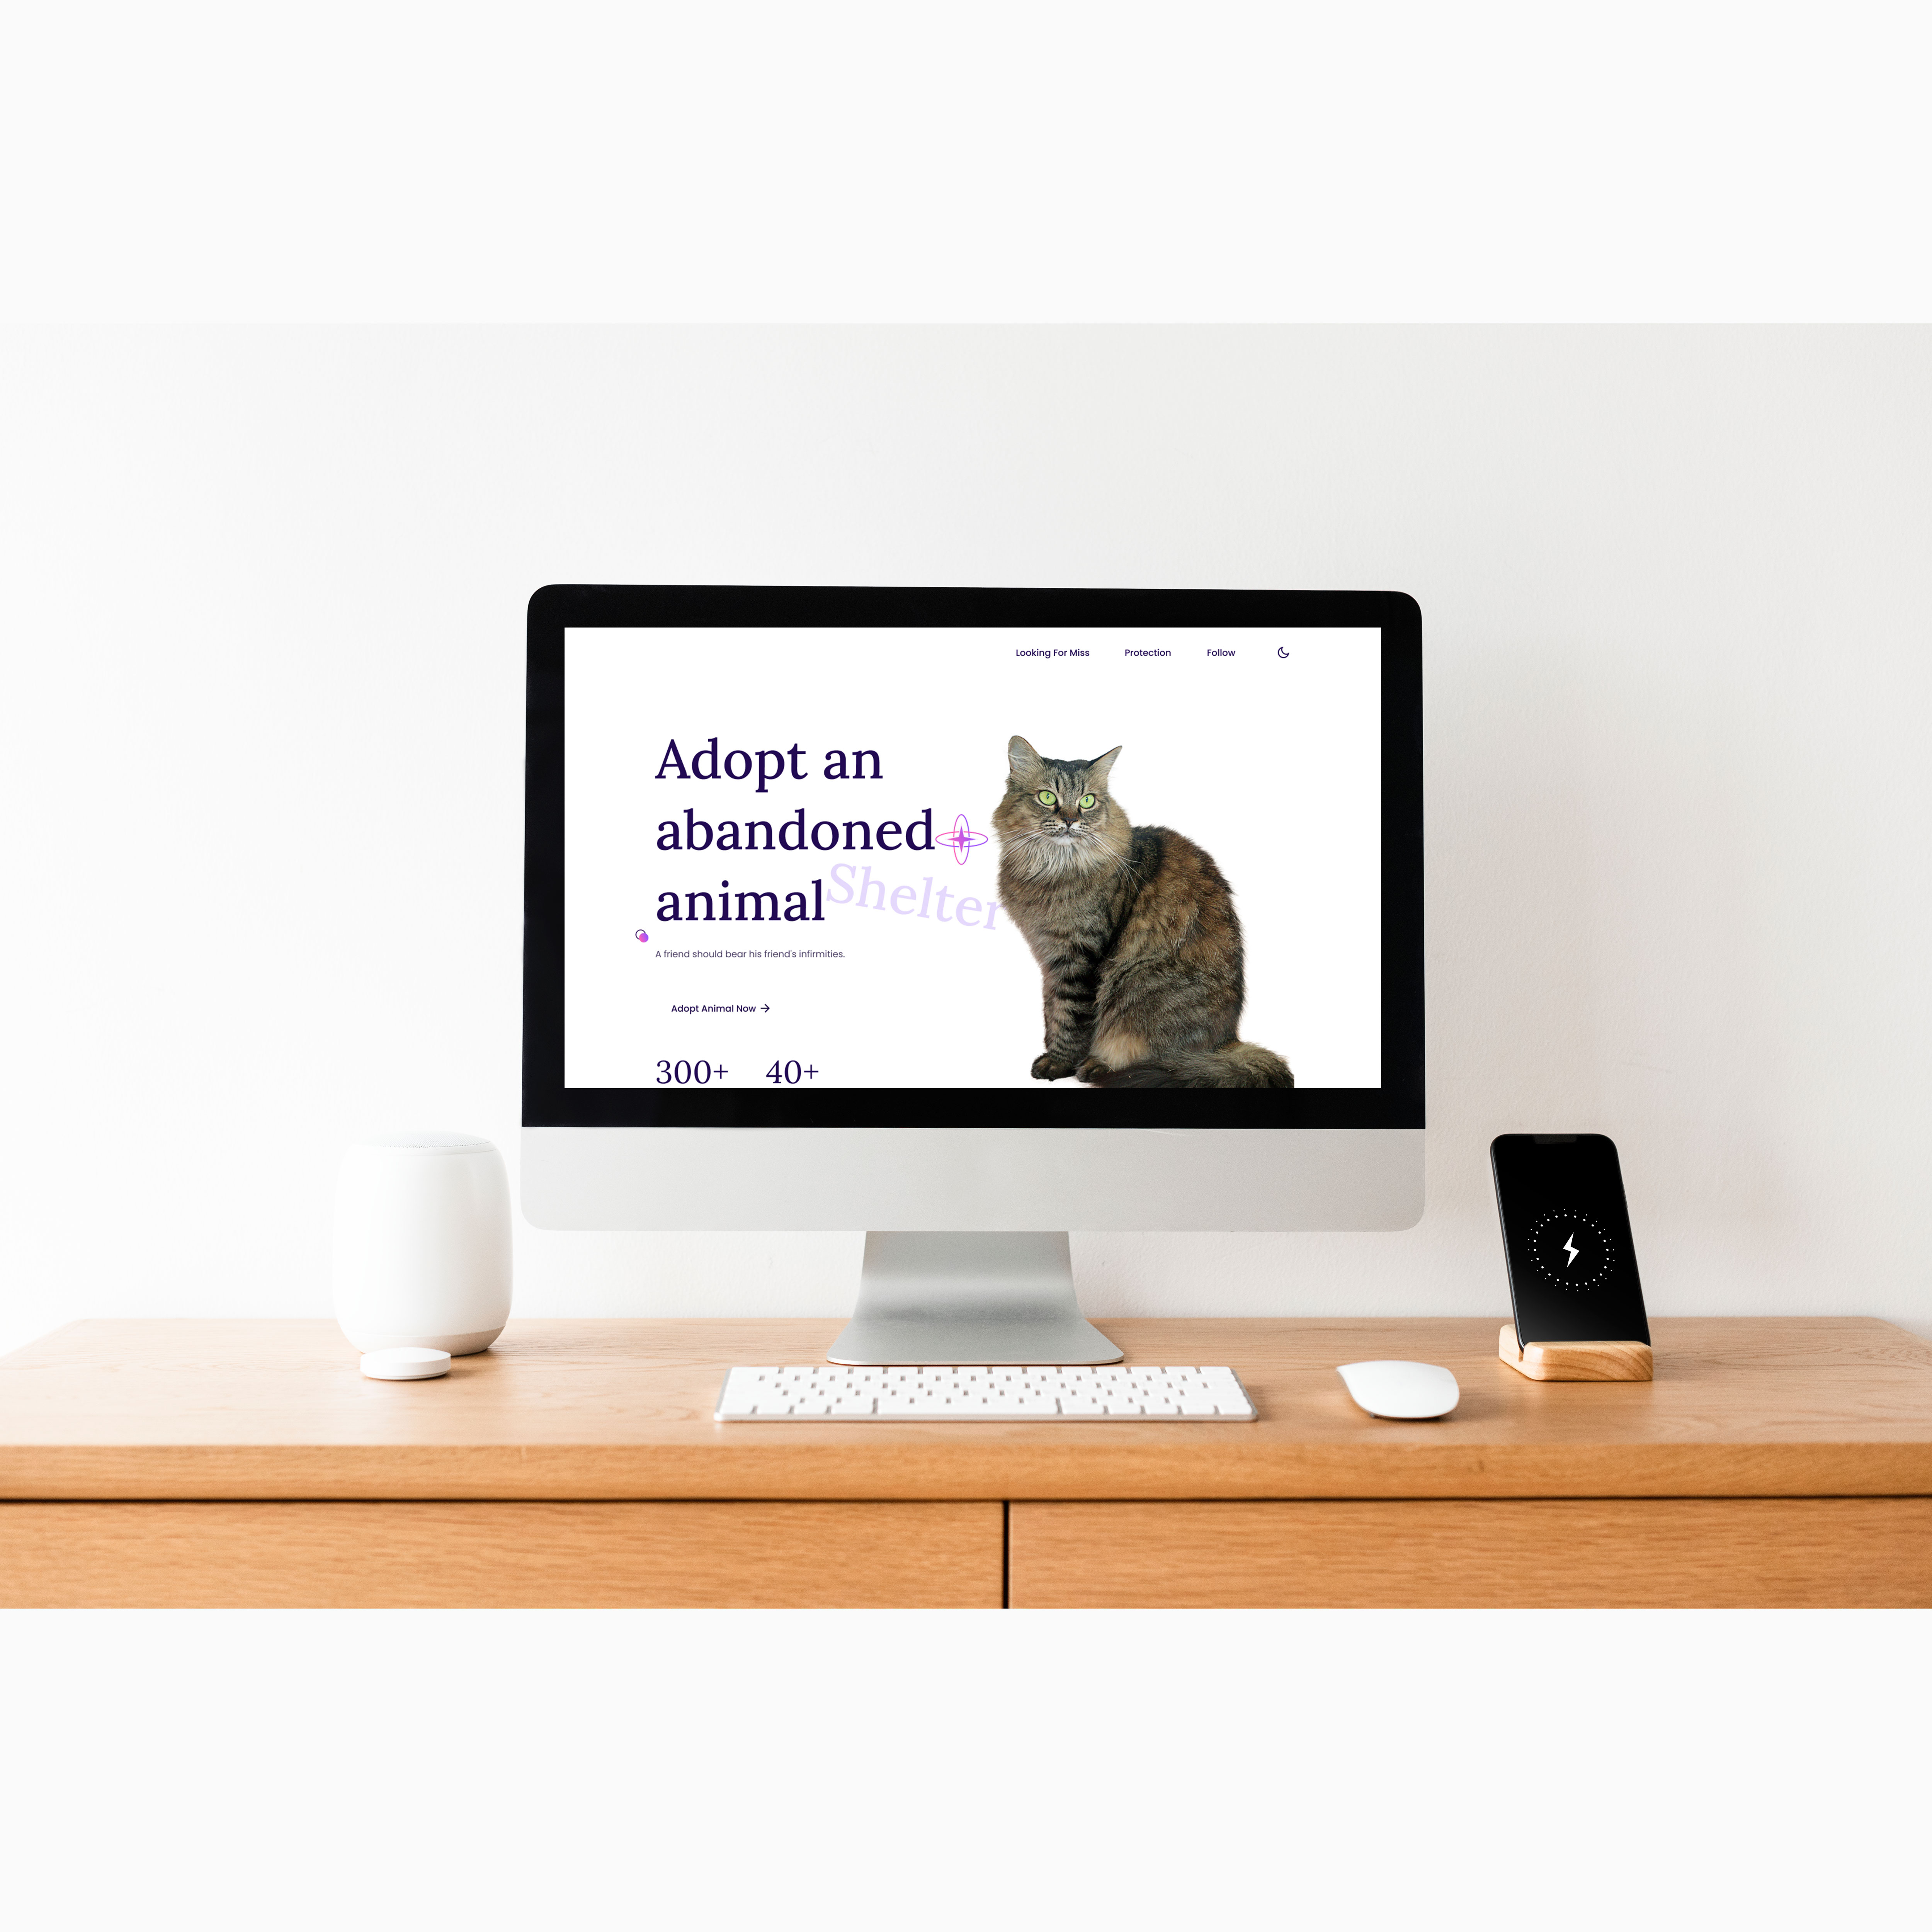 Looking For Miss Protection Follow
Adopt an
abandoned
animal
Shelter
A friend should bear his friend's infirmities.
Adopt Animal Now →
300+ 40+